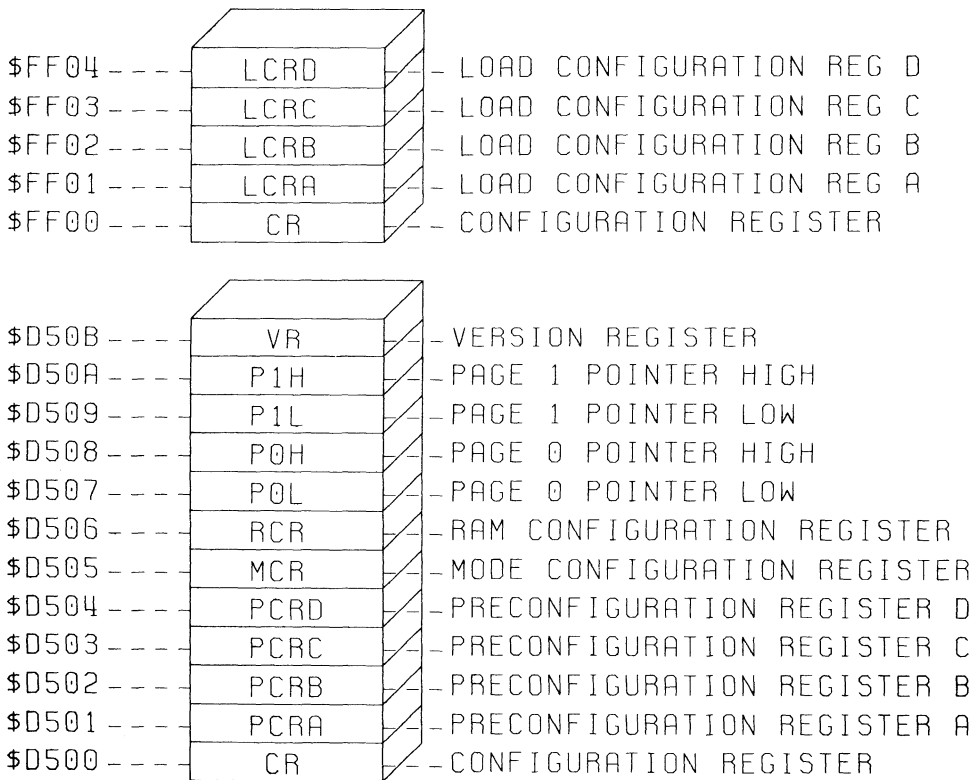 $FF04 ---- LCRD -- LOAD CONFIGURATION REG D
$FF03 ---- LCRC -- LOAD CONFIGURATION REG C
$FF02 ---- LCRB -- LOAD CONFIGURATION REG B
$FF01 ---- LCRA -- LOAD CONFIGURATION REG A
$FF00 ---- CR -- CONFIGURATION REGISTER
$D50B ---- VR -- VERSION REGISTER
$D50A ---- P1H -- PAGE 1 POINTER HIGH
$D509 ---- P1L -- PAGE 1 POINTER LOW
$D508 ---- P0H -- PAGE 0 POINTER HIGH
$D507 ---- P0L -- PAGE 0 POINTER LOW
$D506 ---- RCR -- RAM CONFIGURATION REGISTER
$D505 ---- MCR -- MODE CONFIGURATION REGISTER
$D504 ---- PCRD -- PRECONFIGURATION REGISTER D
$D503 ---- PCRC -- PRECONFIGURATION REGISTER C
$D502 ---- PCRB -- PRECONFIGURATION REGISTER B
$D501 ---- PCRA -- PRECONFIGURATION REGISTER A
$D500 ---- CR -- CONFIGURATION REGISTER